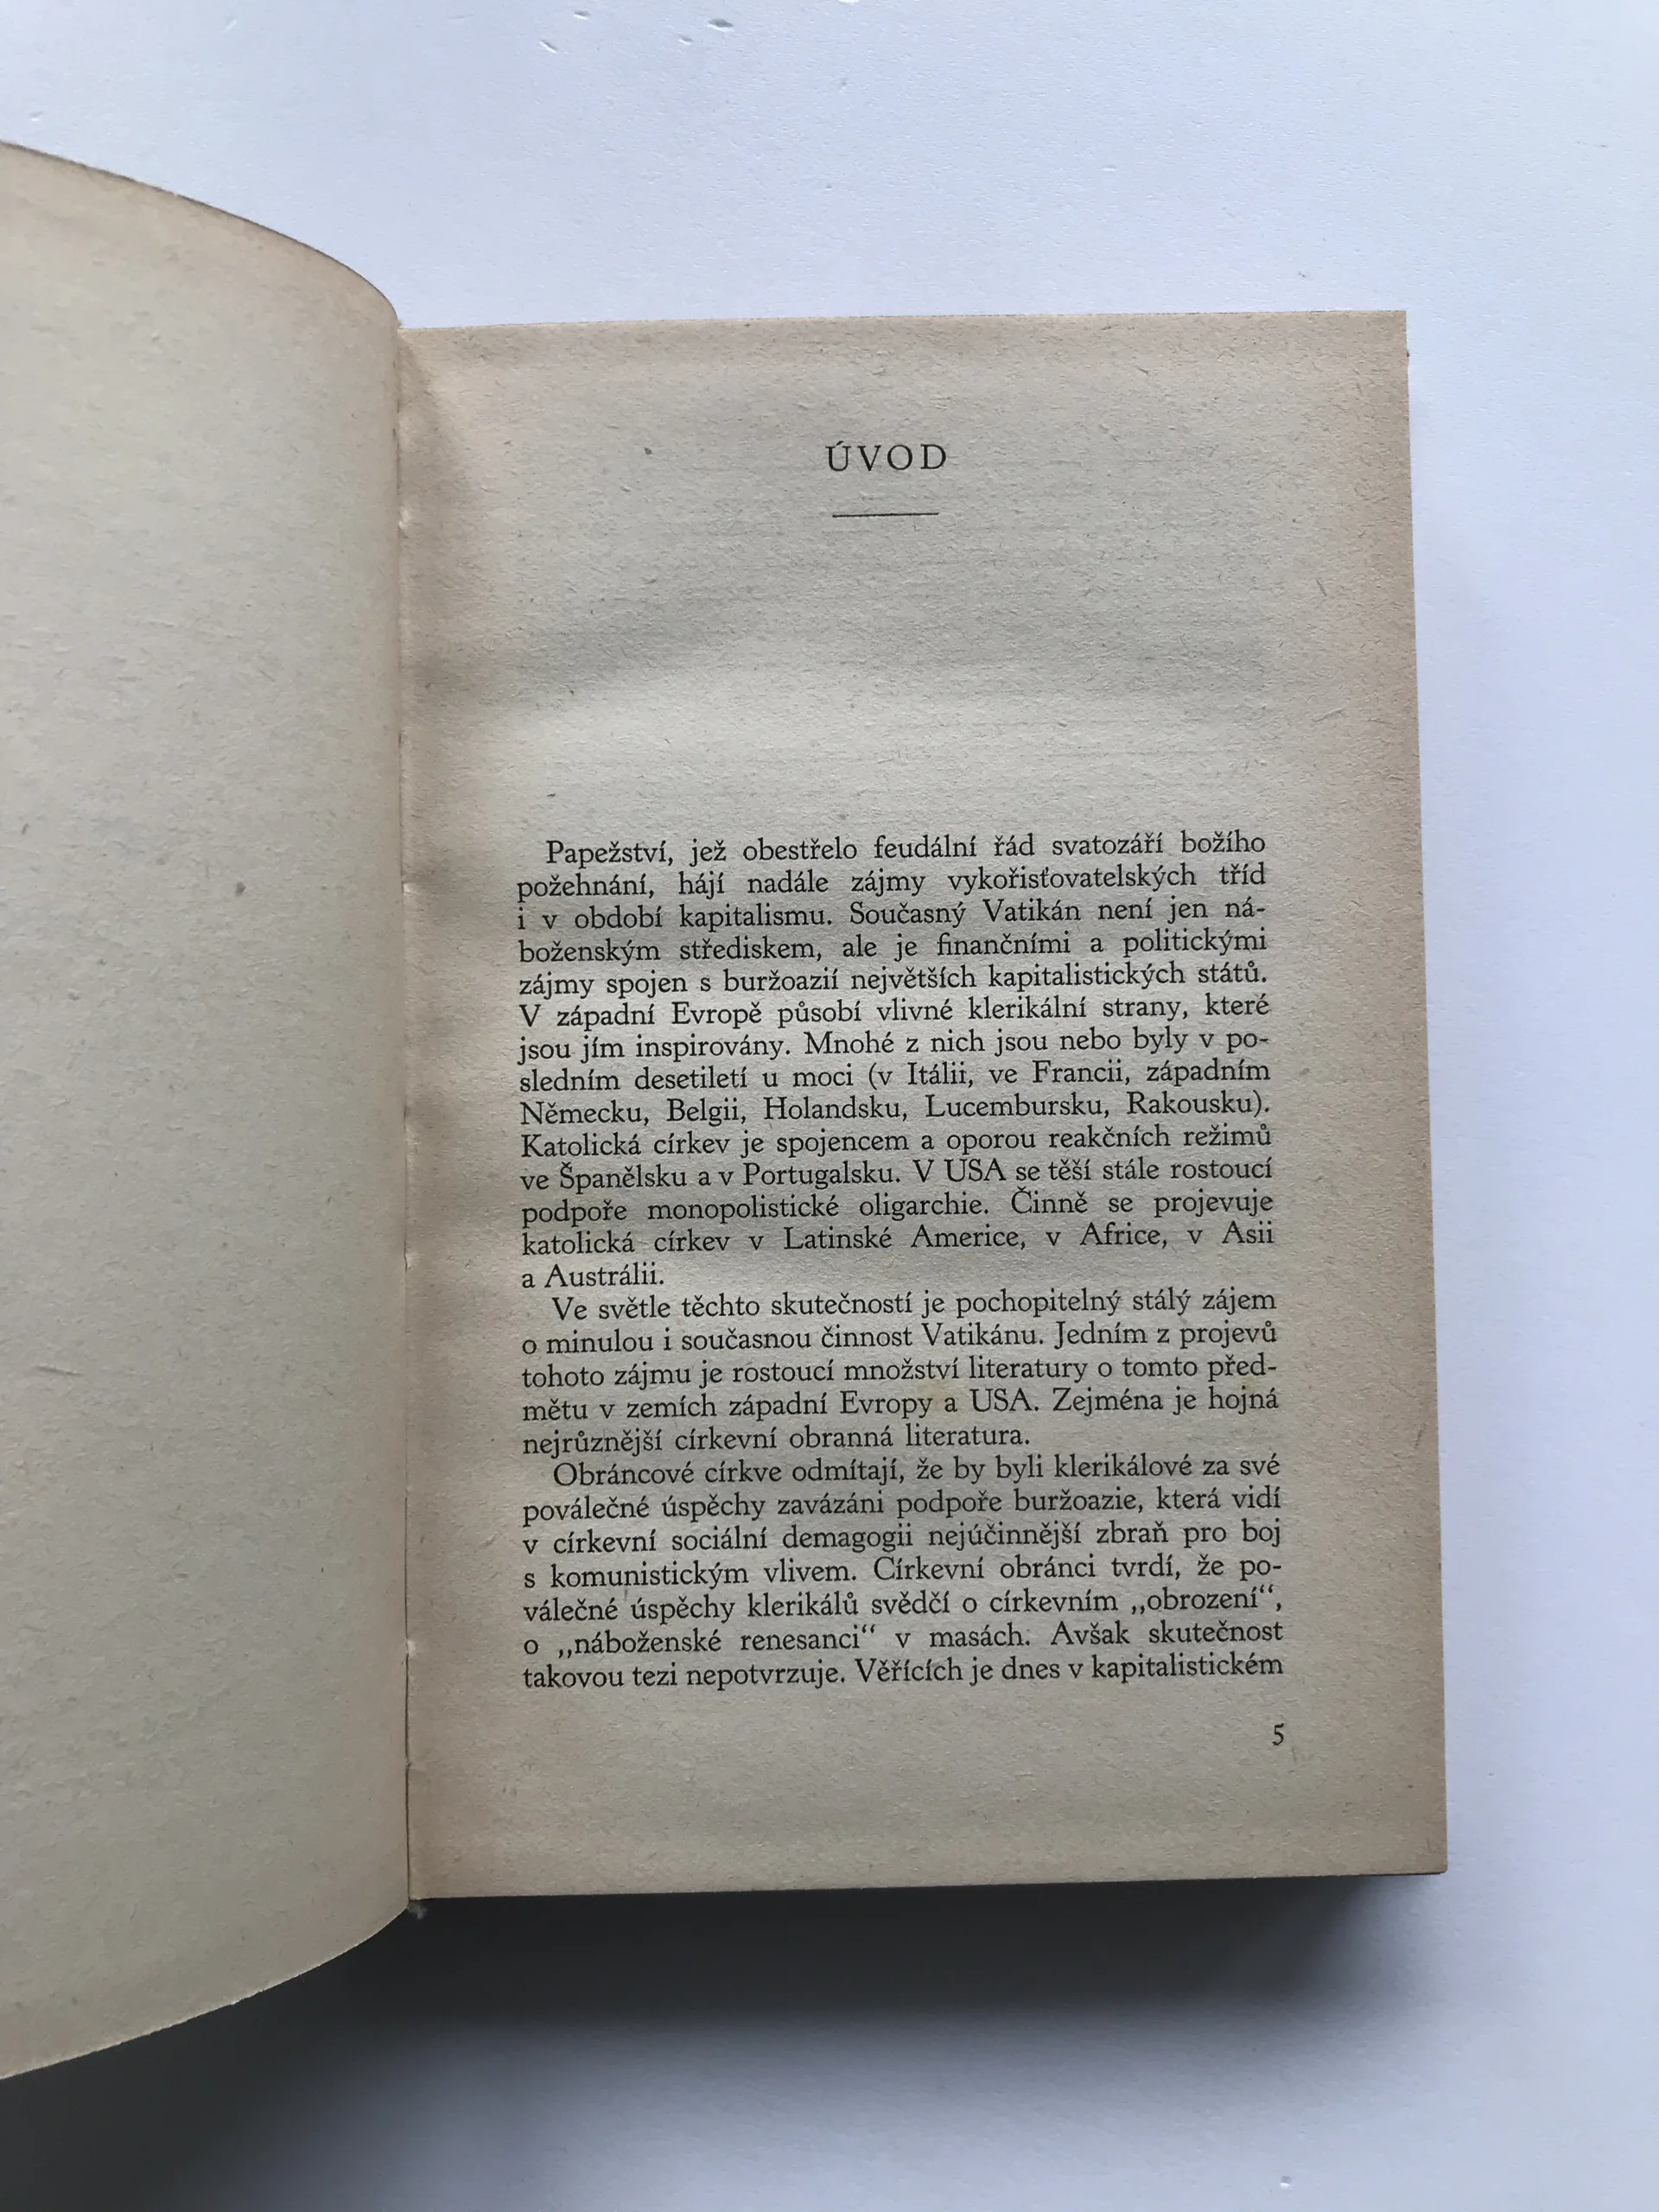 ÚVOD
Papežství, jež obestřelo feudální řád svatozáří božího
požehnání, hájí nadále zájmy vykořisťovatelských tříd
i v období kapitalismu. Současný Vatikán není jen ná-
boženským střediskem, ale je finančními a politickými
zájmy spojen s buržoazií největších kapitalistických států.
V západní Evropě působí vlivné klerikální strany, které
jsou jím inspirovány. Mnohé z nich jsou nebo byly v po-
sledním desetiletí u moci (v Itálii, ve Francii, západním
Německu, Belgii, Holandsku, Lucembursku, Rakousku).
Katolická církev je spojencem a oporou reakčních režimů
ve Španělsku a v Portugalsku. V USA se těší stále rostoucí
podpoře monopolistické oligarchie. Činně se projevuje
katolická církev v Latinské Americe, v Africe, v Asii
a Austrálii.
Ve světle těchto skutečností je pochopitelný stálý zájem
o minulou i současnou činnost Vatikánu. Jedním z projevů
tohoto zájmu je rostoucí množství literatury o tomto před-
mětu v zemích západní Evropy a USA. Zejména je hojná
nejrůznější církevní obranná literatura.
Obráncové církve odmítají, že by byli klerikálové za své
poválečné úspěchy zavázáni podpoře buržoazie, která vidí
v církevní sociální demagogii nejúčinnější zbraň pro boj
s komunistickým vlivem. Církevní obránci tvrdí, že po-
válečné úspěchy klerikálů svědčí o církevním „obrození“,
o „náboženské renesanci“ v masách. Avšak skutečnost
takovou tezi nepotvrzuje. Věřících je dnes v kapitalistickém
5